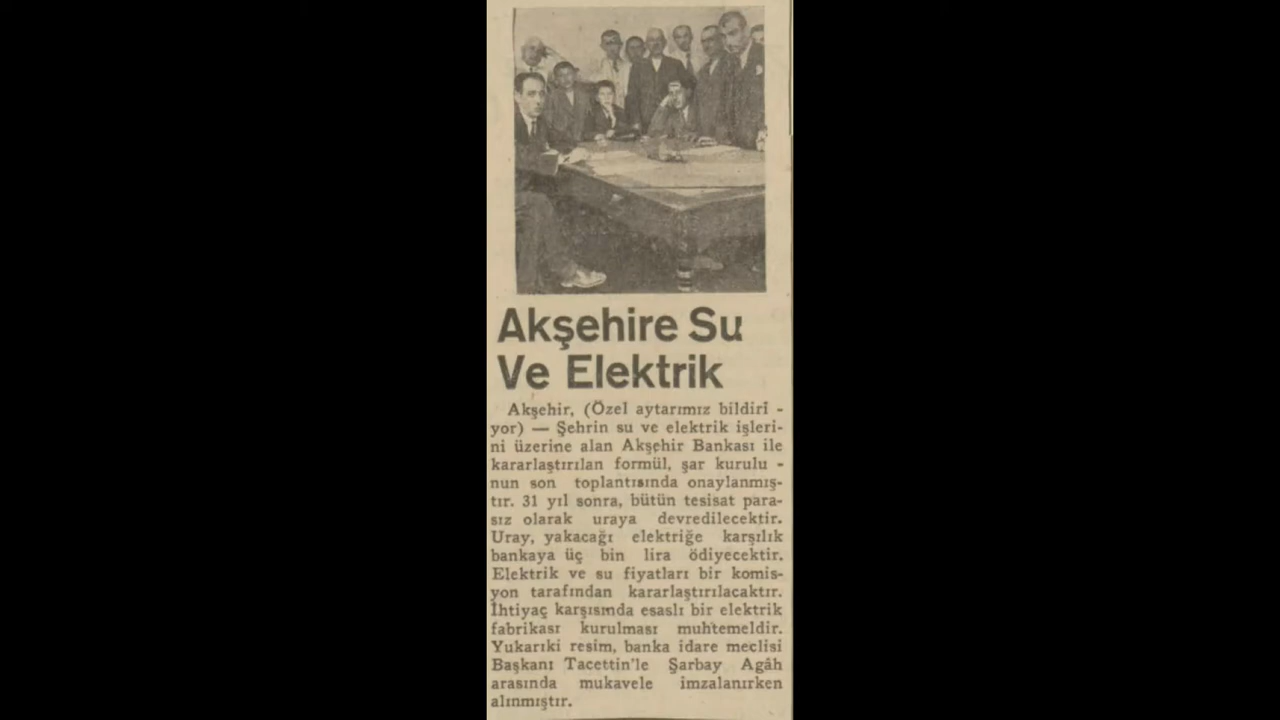 Akşehire Su
Ve Elektrik
Akşehir, (Özel aytarımız bildiri -
yor) — Şehrin su ve elektrik işleri-
ni üzerine alan Akşehir Bankası ile
kararlaştırılan formül, şar kurulu -
nun son toplantısında onaylanmış-
tır. 31 yıl sonra, bütün tesisat para-
sız olarak uraya devredilecektir.
Uray, yakacağı elektriğe karşılık
bankaya üç bin lira ödiyecektir.
Elektrik ve su fiyatları bir komis-
yon tarafından kararlaştırılacaktır.
İhtiyaç karşısında esaslı bir elektrik
fabrikası kurulması muhtemeldir.
Yukarıki resim, banka idare meclisi
Başkanı Tacettin'le Şarbay Agâh
arasında mukavele imzalanırken
alınmıştır.